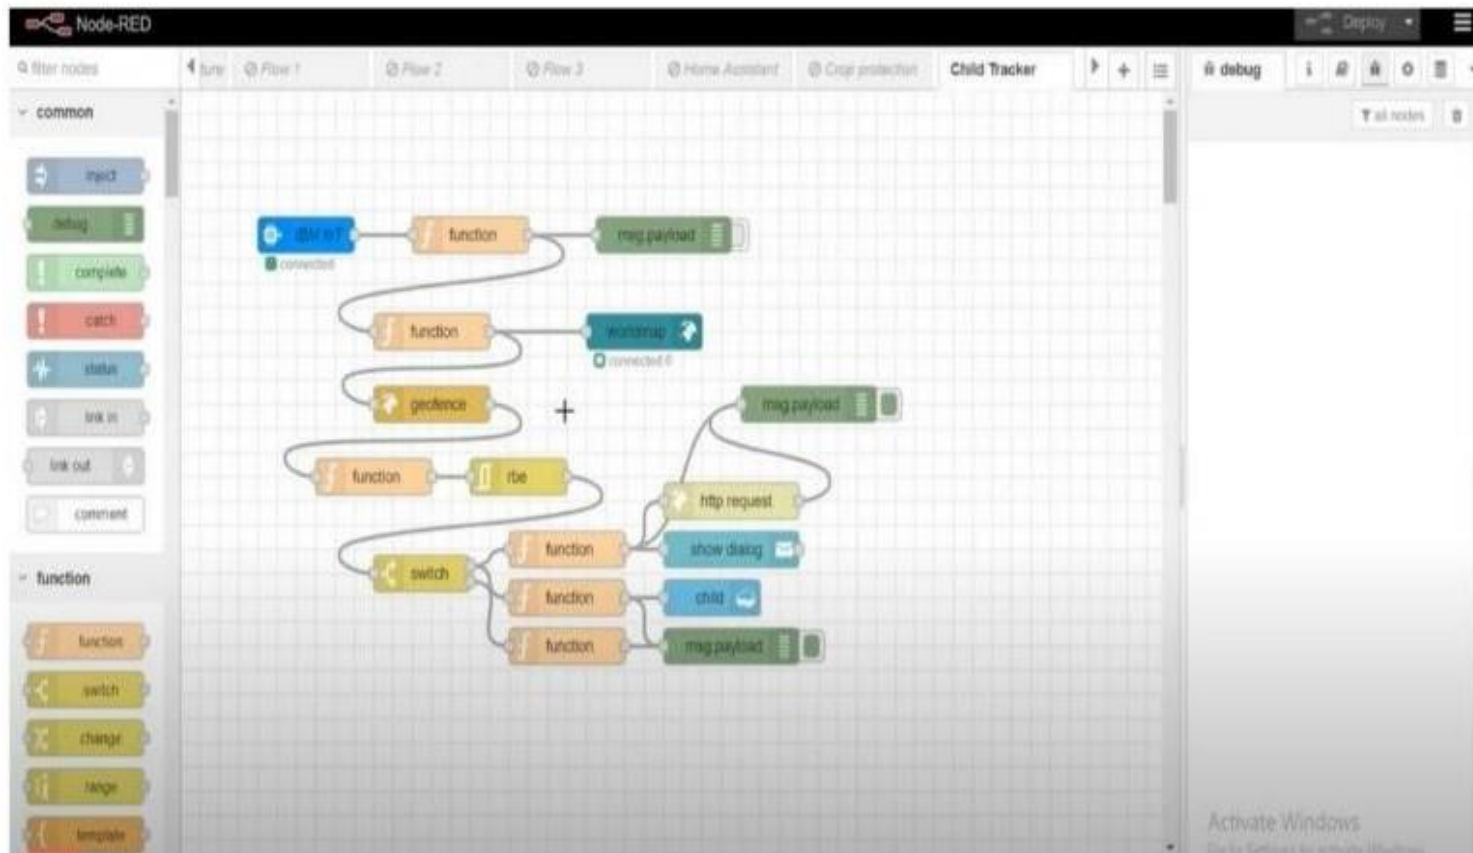 Node-RED
Deploy
filter nodes
Flow 1
Flow 2
Flow 3
Home Assistant
Crop protection
Child Tracker
debug
i
all nodes
common
inject
debug
complete
catch
status
link in
link out
comment
function
function
switch
change
range
template
function
msg.payload
connected
function
worldmap
connected
geofence
msg.payload
function
rbe
http request
function
show dialog
switch
function
child
function
msg.payload
Activate Windows